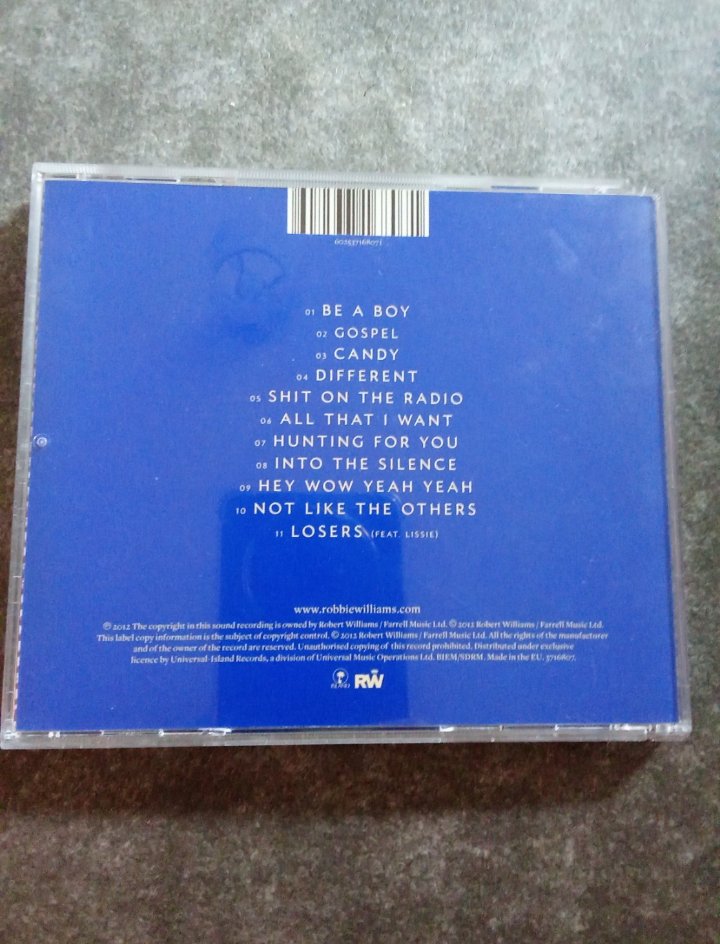 602537168071
01 BE A BOY
02 GOSPEL
03 CANDY
04 DIFFERENT
05 SHIT ON THE RADIO
06 ALL THAT I WANT
07 HUNTING FOR YOU
08 INTO THE SILENCE
09 HEY WOW YEAH YEAH
10 NOT LIKE THE OTHERS
11 LOSERS (FEAT. LISSIE)
www.robbiewilliams.com
℗ 2012 The copyright in this sound recording is owned by Robert Williams / Farrell Music Ltd. © 2012 Robert Williams / Farrell Music Ltd.
This label copy information is the subject of copyright control. © 2012 Robert Williams / Farrell Music Ltd. All the rights of the manufacturer
and of the owner of the record are reserved. Unauthorised copying of this record prohibited. Distributed under exclusive
licence by Universal-Island Records, a division of Universal Music Operations Ltd. BIEM/SDRM. Made in the EU. 3716807.
ISLAND RW